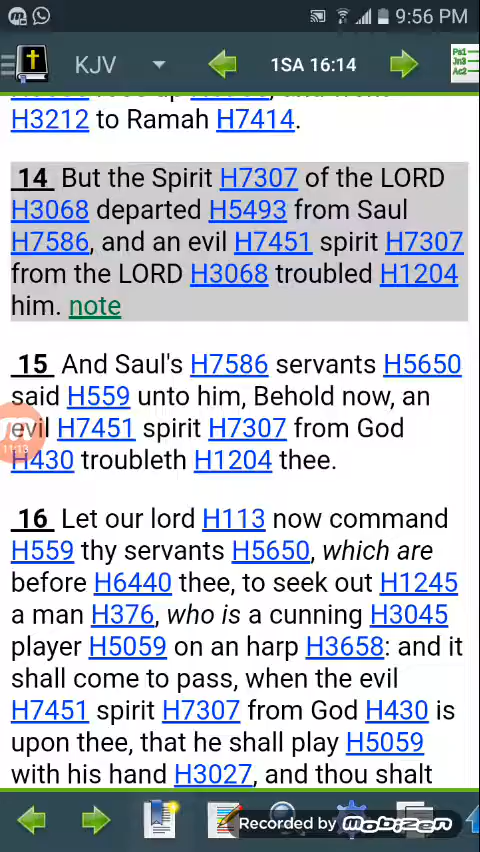 9:56 PM
KJV 1SA 16:14 Ps1 Jn3 Ac2
H3212 to Ramah H7414.
14 But the Spirit H7307 of the LORD
H3068 departed H5493 from Saul
H7586, and an evil H7451 spirit H7307
from the LORD H3068 troubled H1204
him. note
15 And Saul's H7586 servants H5650
said H559 unto him, Behold now, an
evil H7451 spirit H7307 from God
11:13
H430 troubleth H1204 thee.
16 Let our lord H113 now command
H559 thy servants H5650, which are
before H6440 thee, to seek out H1245
a man H376, who is a cunning H3045
player H5059 on an harp H3658: and it
shall come to pass, when the evil
H7451 spirit H7307 from God H430 is
upon thee, that he shall play H5059
with his hand H3027, and thou shalt
Recorded by mobizen